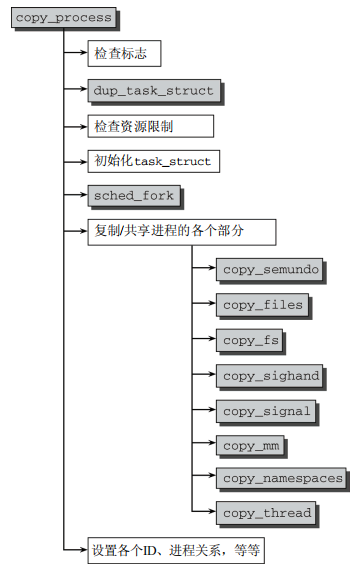 copy_process
检查标志
dup_task_struct
检查资源限制
初始化task_struct
sched_fork
复制/共享进程的各个部分
copy_semundo
copy_files
copy_fs
copy_sighand
copy_signal
copy_mm
copy_namespaces
copy_thread
设置各个ID、进程关系，等等